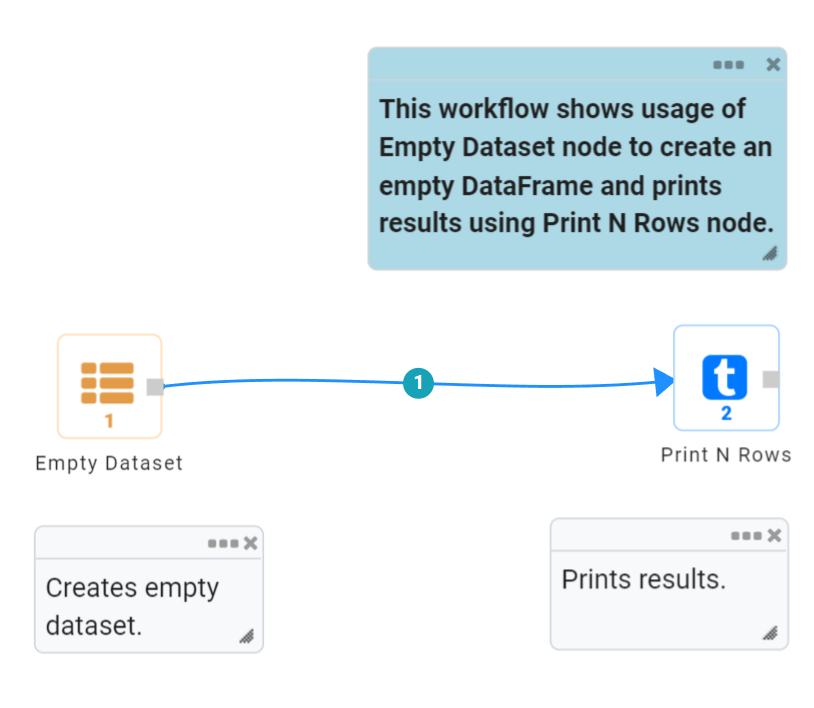 This workflow shows usage of
Empty Dataset node to create an
empty DataFrame and prints
results using Print N Rows node.
1
1
t
2
Empty Dataset
Print N Rows
Creates empty
dataset.
Prints results.